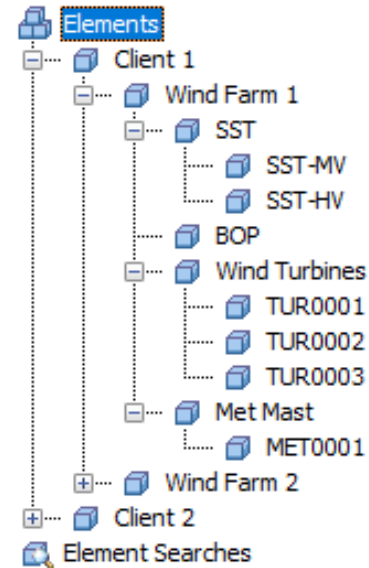 Elements
Client 1
Wind Farm 1
SST
SST-MV
SST-HV
BOP
Wind Turbines
TUR0001
TUR0002
TUR0003
Met Mast
MET0001
Wind Farm 2
Client 2
Element Searches